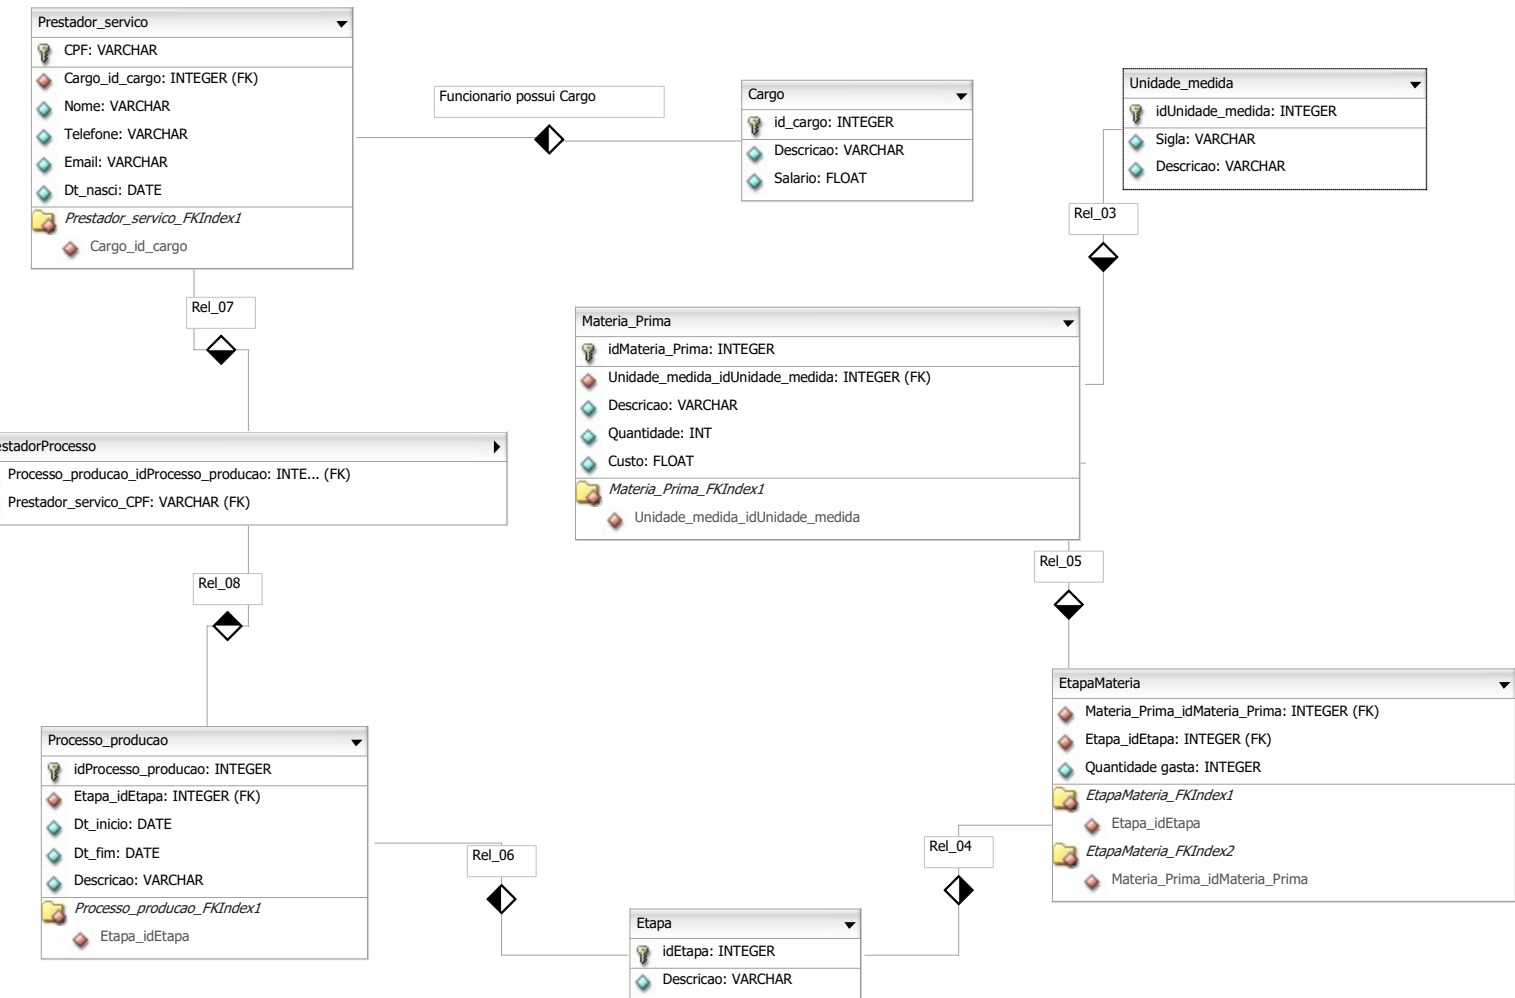 Prestador_servico
CPF: VARCHAR
Cargo_id_cargo: INTEGER (FK)
Nome: VARCHAR
Telefone: VARCHAR
Email: VARCHAR
Dt_nasci: DATE
Prestador_servico_FKIndex1
Cargo_id_cargo
Funcionario possui Cargo
Cargo
id_cargo: INTEGER
Descricao: VARCHAR
Salario: FLOAT
Unidade_medida
idUnidade_medida: INTEGER
Sigla: VARCHAR
Descricao: VARCHAR
Rel_03
Rel_07
Materia_Prima
idMateria_Prima: INTEGER
Unidade_medida_idUnidade_medida: INTEGER (FK)
Descricao: VARCHAR
Quantidade: INT
Custo: FLOAT
Materia_Prima_FKIndex1
Unidade_medida_idUnidade_medida
estadorProcesso
Processo_producao_idProcesso_producao: INTE... (FK)
Prestador_servico_CPF: VARCHAR (FK)
Rel_08
Rel_05
Processo_producao
idProcesso_producao: INTEGER
Etapa_idEtapa: INTEGER (FK)
Dt_inicio: DATE
Dt_fim: DATE
Descricao: VARCHAR
Processo_producao_FKIndex1
Etapa_idEtapa
Rel_06
Etapa
idEtapa: INTEGER
Descricao: VARCHAR
Rel_04
EtapaMateria
Materia_Prima_idMateria_Prima: INTEGER (FK)
Etapa_idEtapa: INTEGER (FK)
Quantidade gasta: INTEGER
EtapaMateria_FKIndex1
Etapa_idEtapa
EtapaMateria_FKIndex2
Materia_Prima_idMateria_Prima